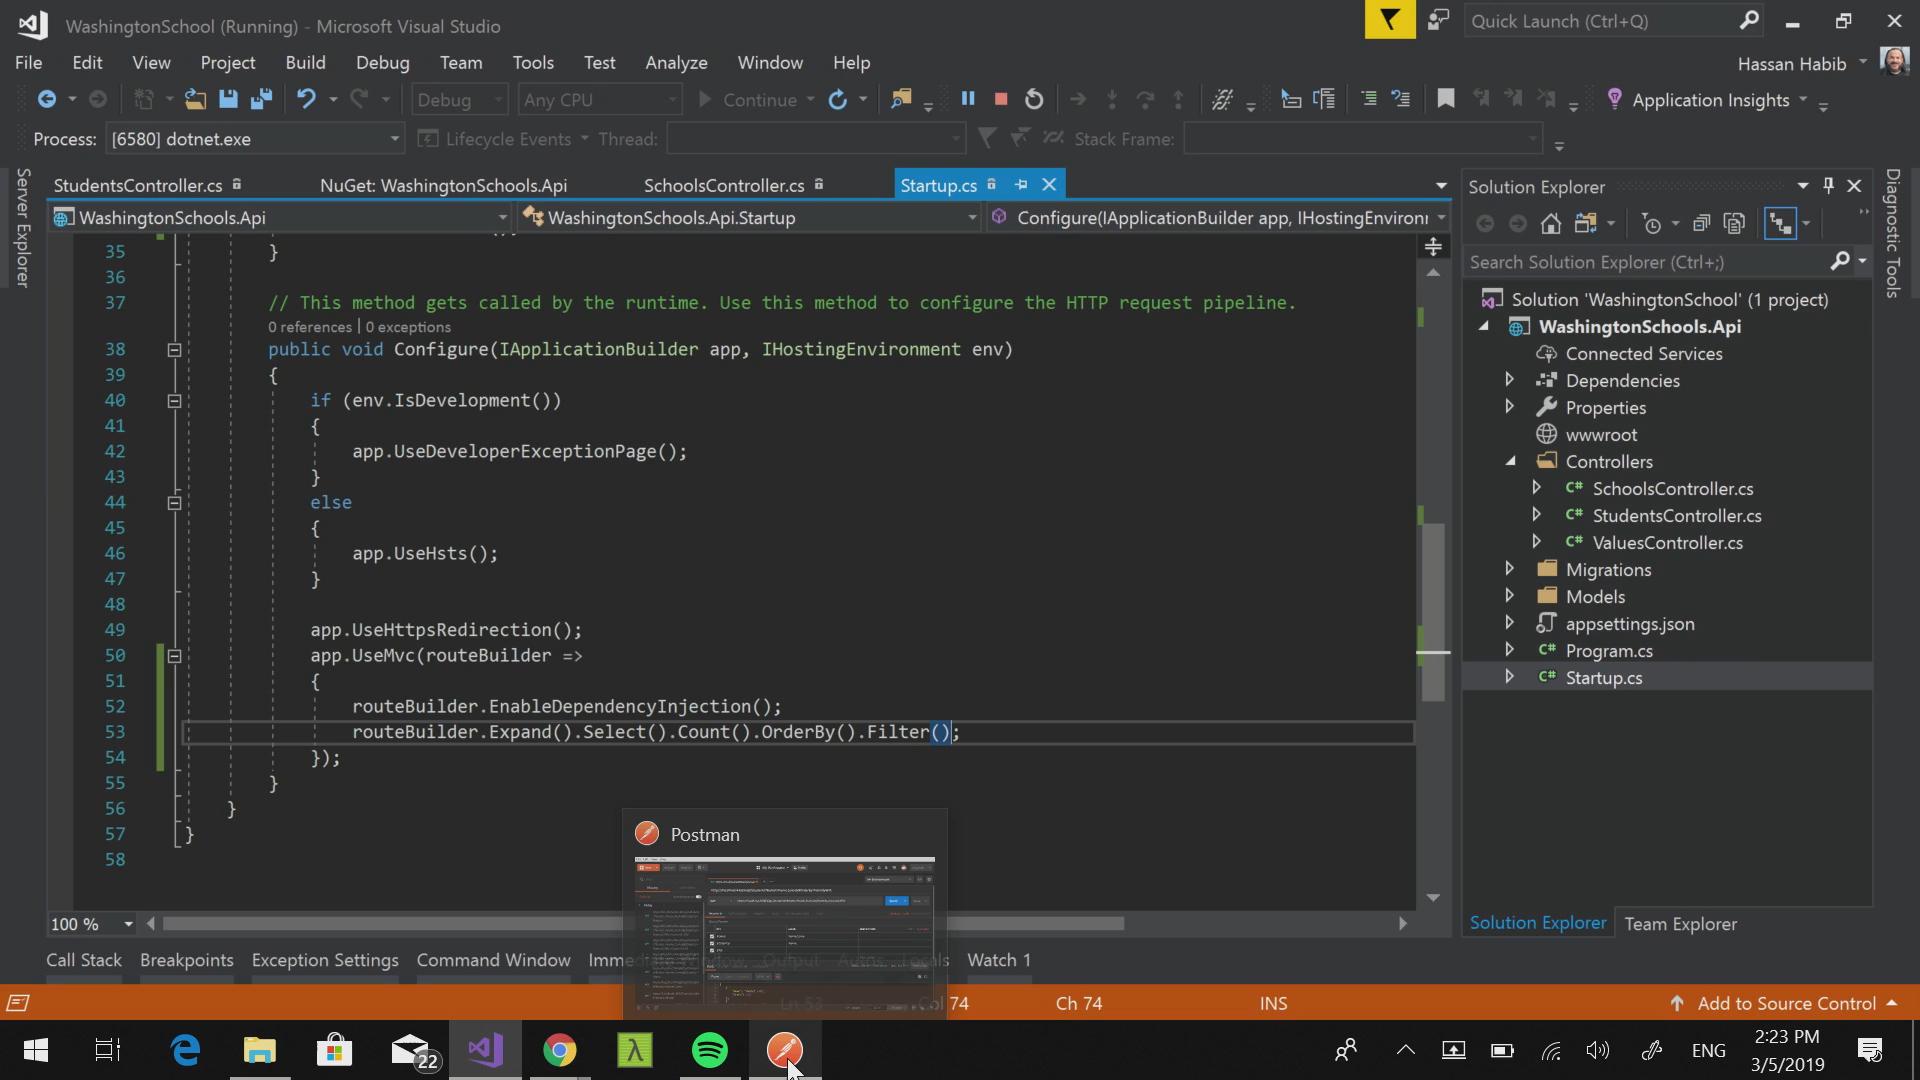 WashingtonSchool (Running) - Microsoft Visual Studio
Quick Launch (Ctrl+Q)
File Edit View Project Build Debug Team Tools Test Analyze Window Help
Hassan Habib
Debug Any CPU Continue Application Insights
Process: [6580] dotnet.exe Lifecycle Events Thread: Stack Frame:
Server Explorer
StudentsController.cs NuGet: WashingtonSchools.Api SchoolsController.cs Startup.cs
WashingtonSchools.Api WashingtonSchools.Api.Startup Configure(IApplicationBuilder app, IHostingEnvironr
35 }
36
37 // This method gets called by the runtime. Use this method to configure the HTTP request pipeline.
0 references | 0 exceptions
38 public void Configure(IApplicationBuilder app, IHostingEnvironment env)
39 {
40 if (env.IsDevelopment())
41 {
42 app.UseDeveloperExceptionPage();
43 }
44 else
45 {
46 app.UseHsts();
47 }
48
49 app.UseHttpsRedirection();
50 app.UseMvc(routeBuilder =>
51 {
52 routeBuilder.EnableDependencyInjection();
53 routeBuilder.Expand().Select().Count().OrderBy().Filter();
54 });
55 }
56 }
57 }
58
100 %
Solution Explorer
Search Solution Explorer (Ctrl+;)
Solution 'WashingtonSchool' (1 project)
WashingtonSchools.Api
Connected Services
Dependencies
Properties
wwwroot
Controllers
C# SchoolsController.cs
C# StudentsController.cs
C# ValuesController.cs
Migrations
Models
appsettings.json
C# Program.cs
C# Startup.cs
Solution Explorer Team Explorer
Diagnostic Tools
Postman
Call Stack Breakpoints Exception Settings Command Window Immediate Window Output Autos Locals Watch 1
Ln 53 Col 74 Ch 74 INS Add to Source Control
22
ENG
2:23 PM
3/5/2019